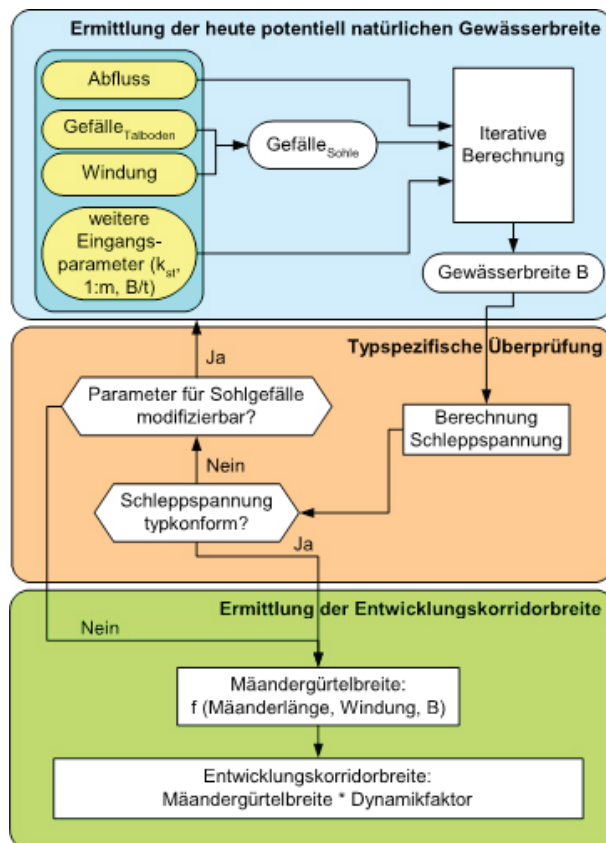 Ermittlung der heute potentiell natürlichen Gewässerbreite
Abfluss
Gefälle Talboden
Windung
weitere
Eingangs-
parameter (kst,
1:m, B/t)
Gefälle Sohle
Iterative
Berechnung
Gewässerbreite B
Typspezifische Überprüfung
Ja
Parameter für Sohlgefälle
modifizierbar?
Berechnung
Schleppspannung
Nein
Schleppspannung
typkonform?
Ja
Ermittlung der Entwicklungskorridorbreite
Nein
Mäandergürtelbreite:
f (Mäanderlänge, Windung, B)
Entwicklungskorridorbreite:
Mäandergürtelbreite * Dynamikfaktor